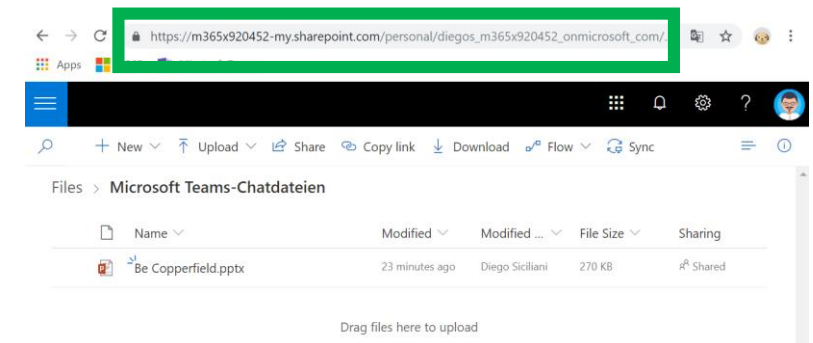 https://m365x920452-my.sharepoint.com/personal/diegos_m365x920452_onmicrosoft_com/...
Apps
New Upload Share Copy link Download Flow Sync
Files > Microsoft Teams-Chatdateien
Name Modified Modified ... File Size Sharing
Be Copperfield.pptx 23 minutes ago Diego Siciliani 270 KB Shared
Drag files here to upload